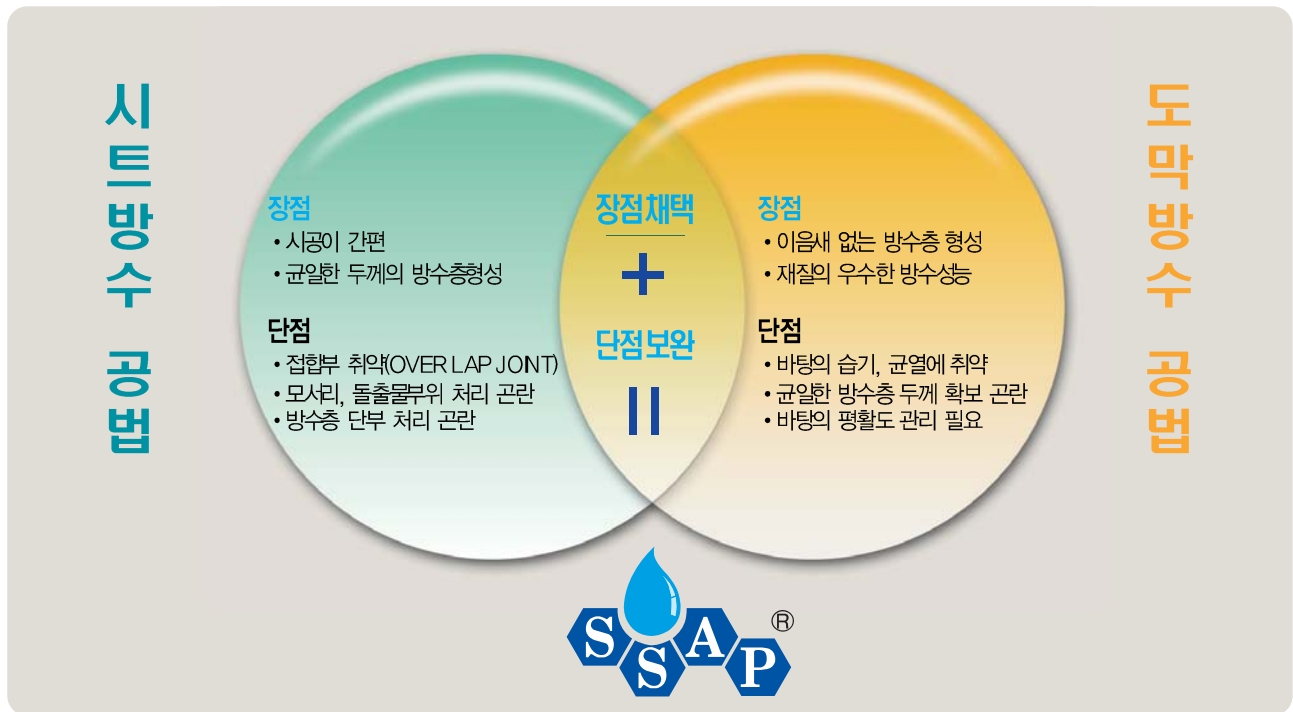 시트방수 공법
장점
• 시공이 간편
• 균일한 두께의 방수층형성
단점
• 접합부 취약(OVER LAP JOINT)
• 모서리, 돌출물부위 처리 곤란
• 방수층 단부 처리 곤란
장점채택
+
단점보완
=
장점
• 이음새 없는 방수층 형성
• 재질의 우수한 방수성능
단점
• 바탕의 습기, 균열에 취약
• 균일한 방수층 두께 확보 곤란
• 바탕의 평활도 관리 필요
도막방수 공법
SSAP®